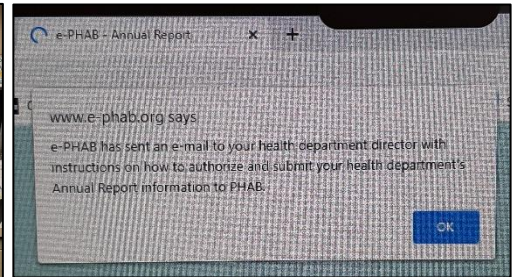 e-PHAB - Annual Report
www.e-phab.org says
e-PHAB has sent an e-mail to your health department director with
instructions on how to authorize and submit your health department's
Annual Report information to PHAB.
OK